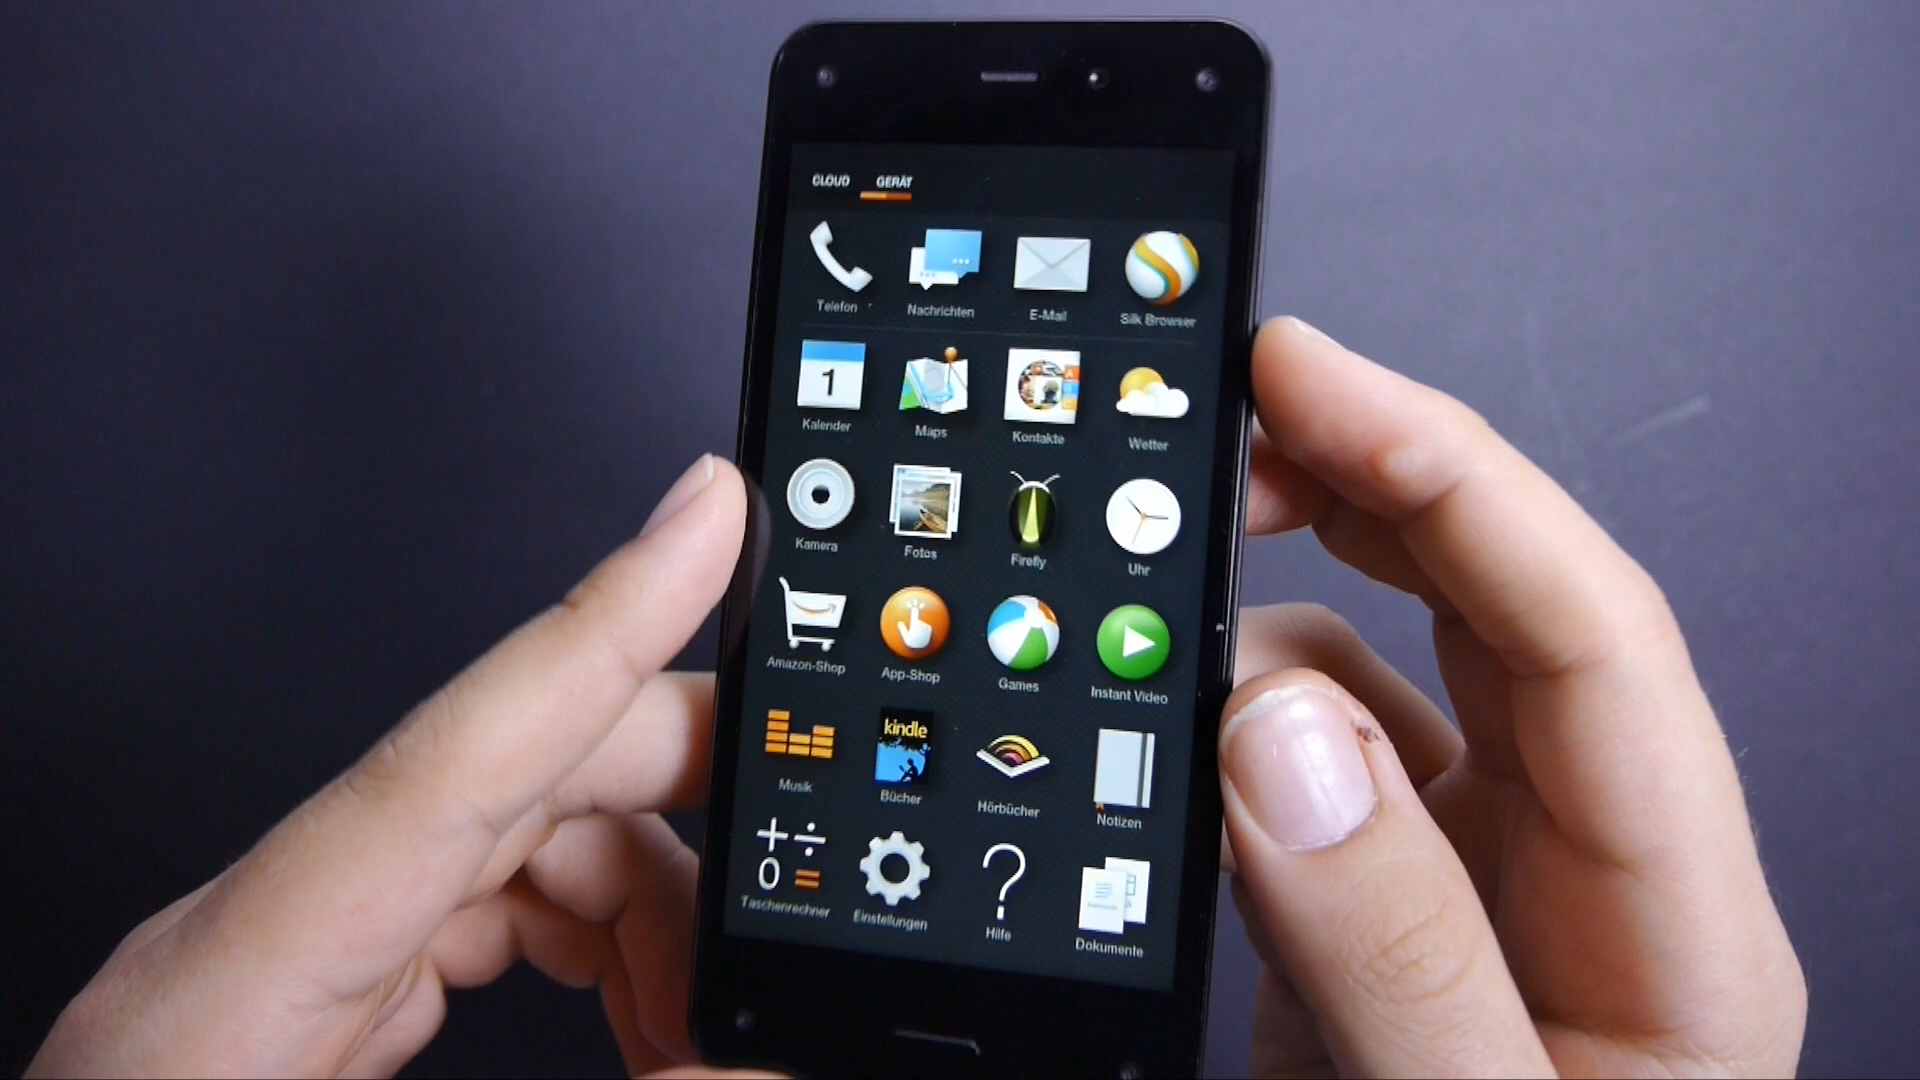 CLOUD GERÄT
Telefon Nachrichten E-Mail Silk Browser
1
Kalender Maps Kontakte Wetter
Kamera Fotos Firefly Uhr
Amazon-Shop App-Shop Games Instant Video
kindle
Musik Bücher Hörbücher Notizen
+ ÷
0 =
Taschenrechner Einstellungen Hilfe Dokumente